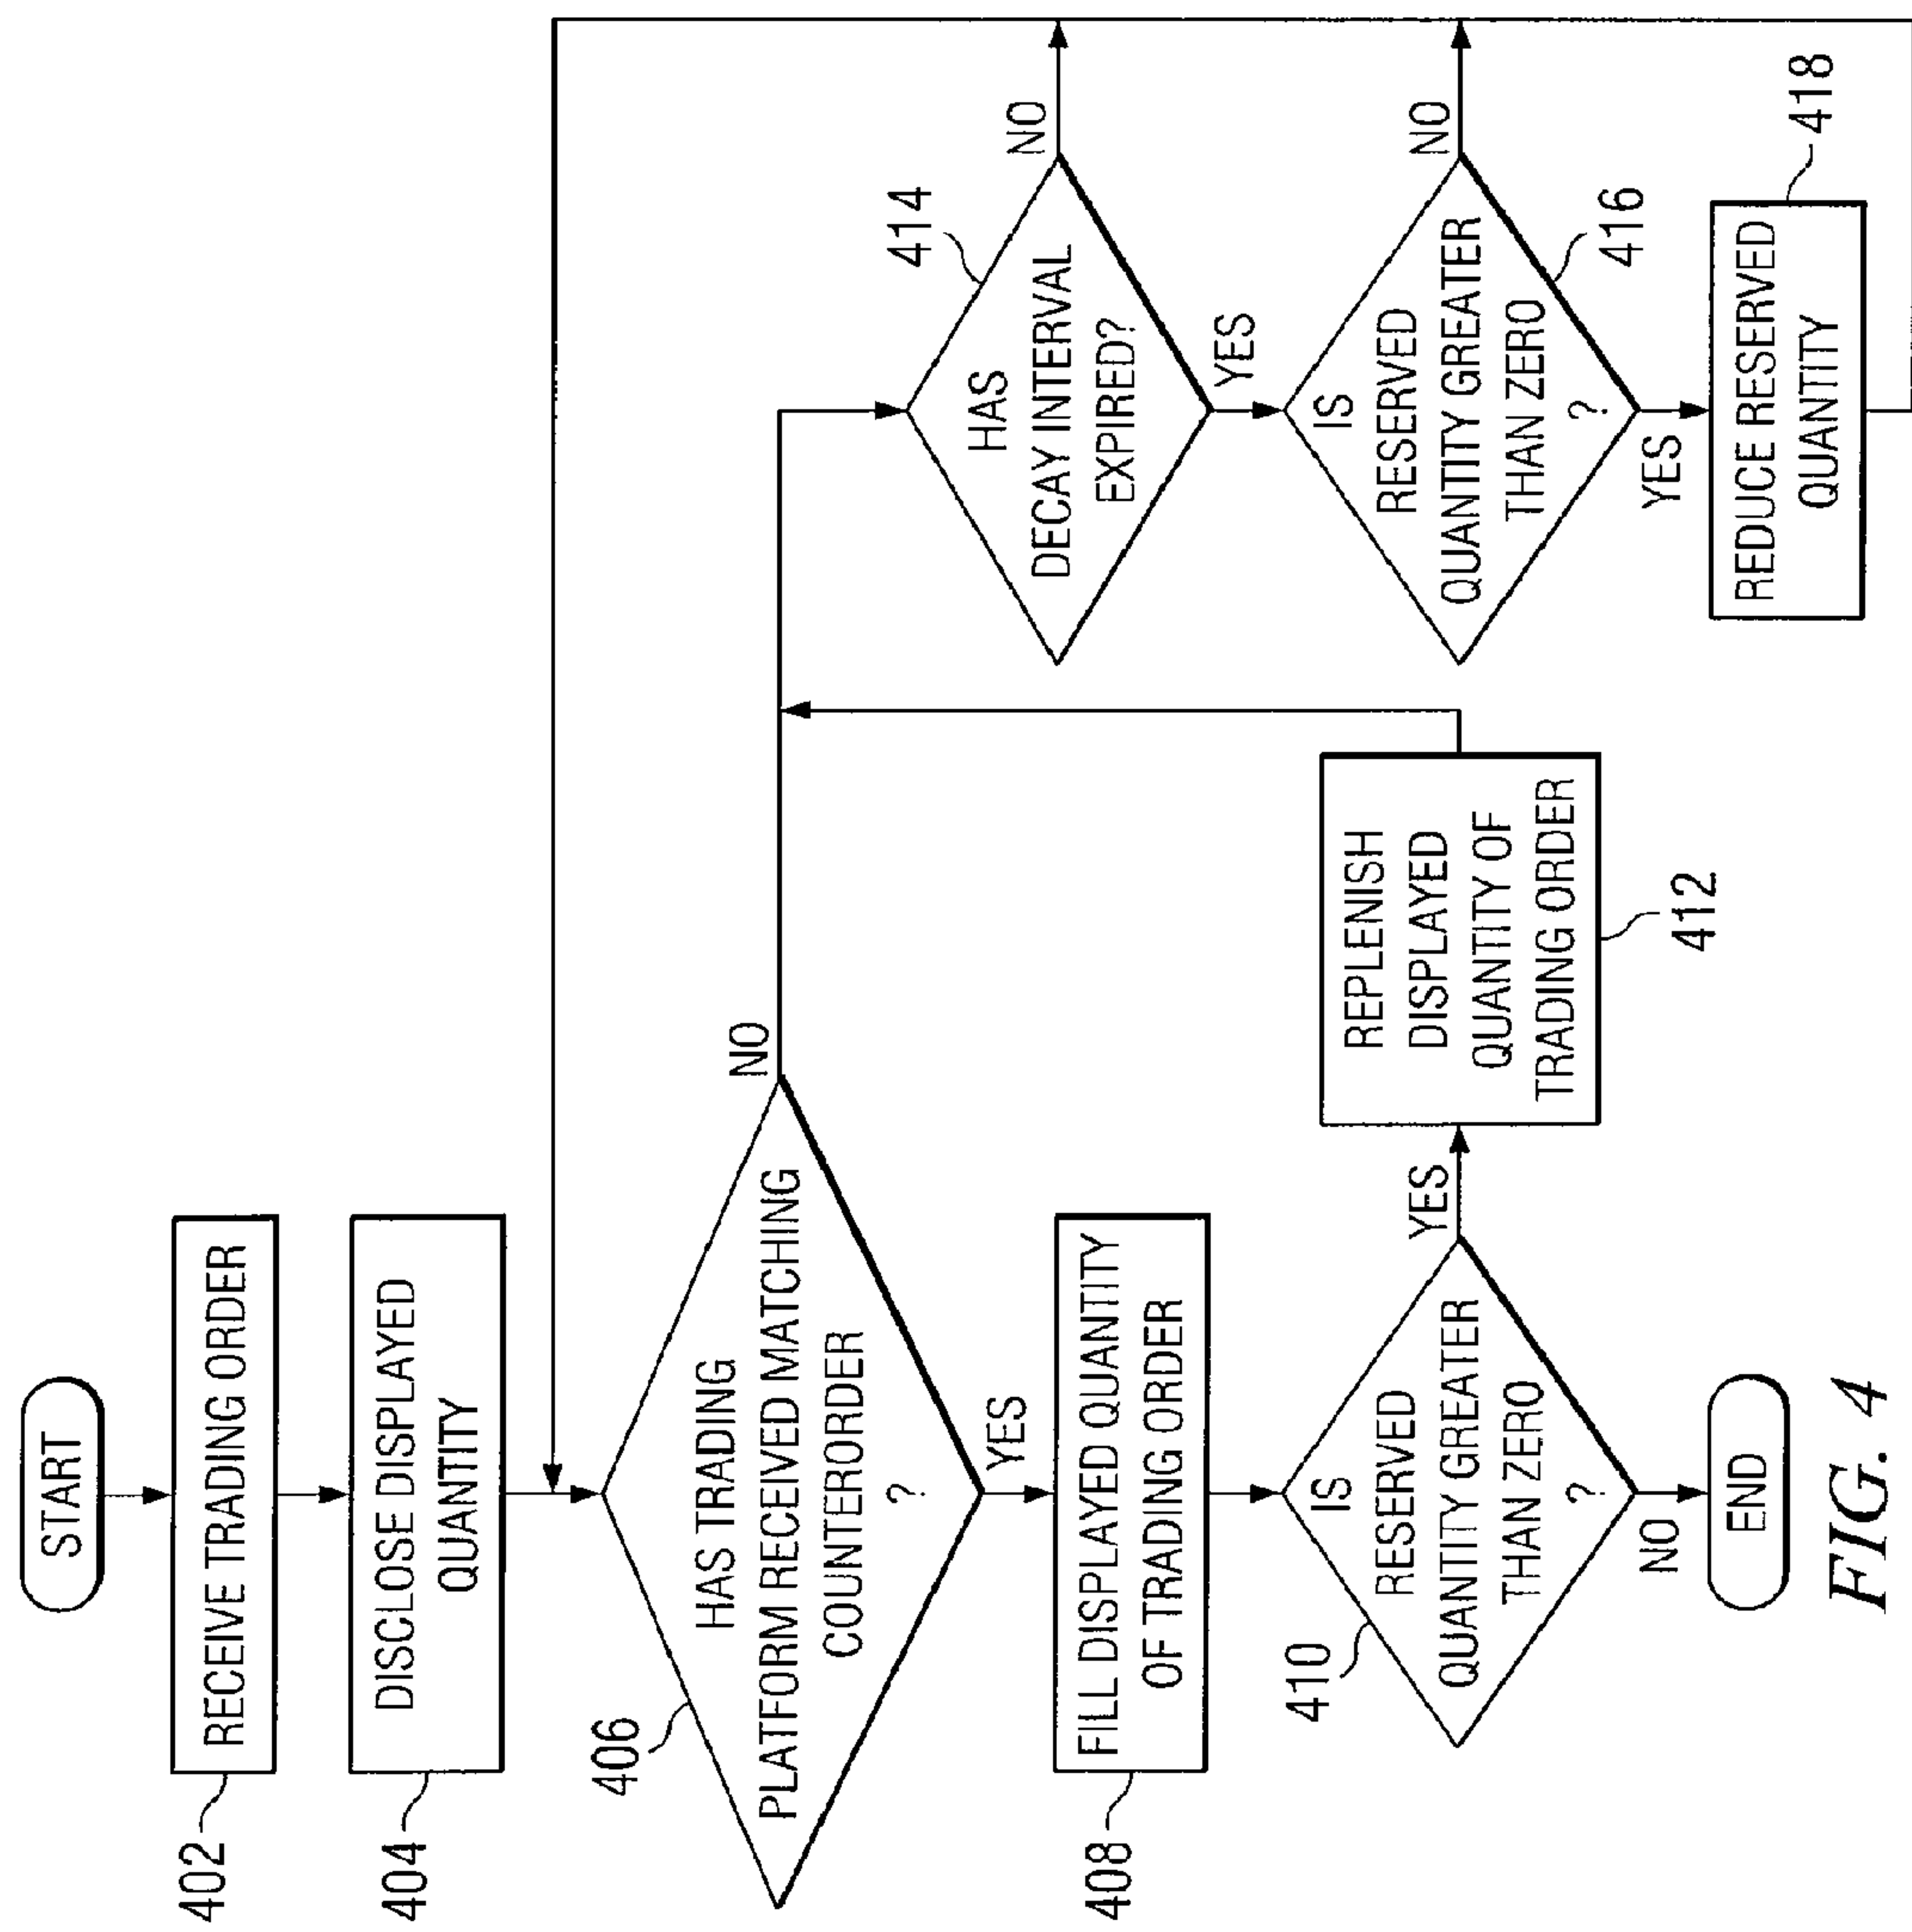 START
402
RECEIVE TRADING ORDER
404
DISCLOSE DISPLAYED
QUANTITY
406
HAS TRADING
PLATFORM RECEIVED MATCHING
COUNTERORDER
?
NO
YES
408
FILL DISPLAYED QUANTITY
OF TRADING ORDER
410
IS
RESERVED
QUANTITY GREATER
THAN ZERO
?
YES
NO
END
REPLENISH
DISPLAYED
QUANTITY OF
TRADING ORDER
412
414
HAS
DECAY INTERVAL
EXPIRED?
NO
YES
IS
RESERVED
QUANTITY GREATER
THAN ZERO
?
416
NO
YES
REDUCE RESERVED
QUANTITY
418
FIG. 4